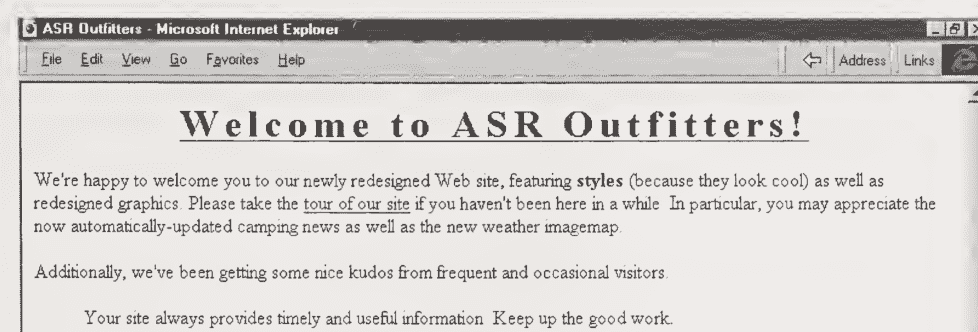 ASR Outfitters - Microsoft Internet Explorer
File Edit View Go Favorites Help Address Links
Welcome to ASR Outfitters!
We're happy to welcome you to our newly redesigned Web site, featuring styles (because they look cool) as well as
redesigned graphics. Please take the tour of our site if you haven't been here in a while. In particular, you may appreciate the
now automatically-updated camping news as well as the new weather imagemap.
Additionally, we've been getting some nice kudos from frequent and occasional visitors.
Your site always provides timely and useful information. Keep up the good work.